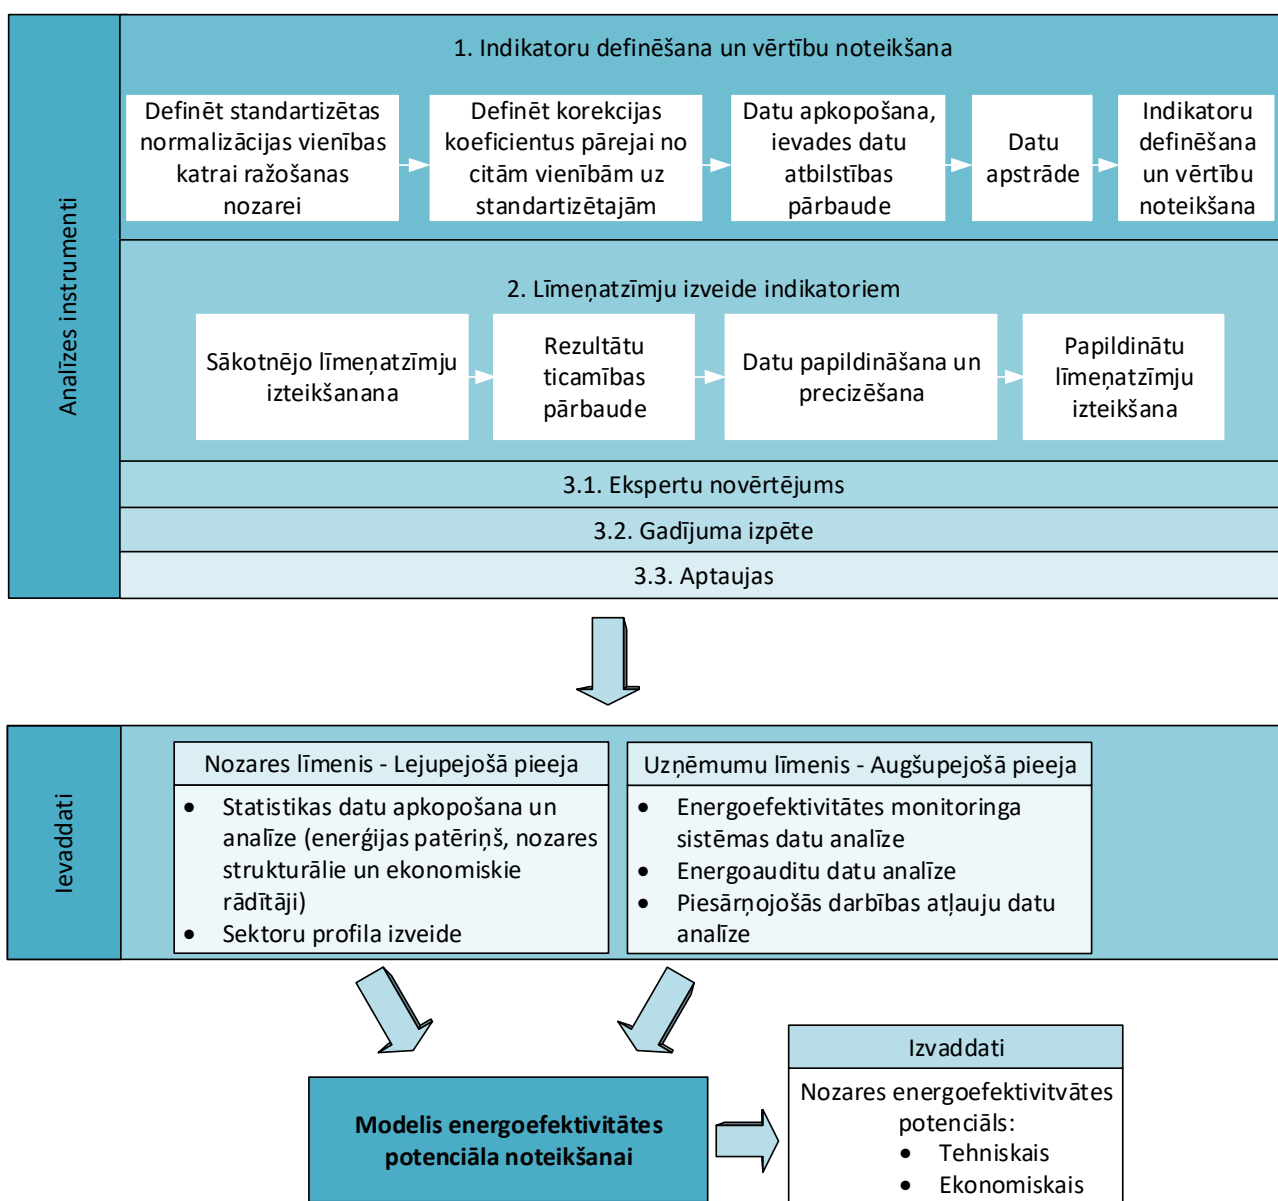 Analīzes instrumenti
1. Indikatoru definēšana un vērtību noteikšana
Definēt standartizētas
normalizācijas vienības
katrai ražošanas
nozarei
Definēt korekcijas
koeficientus pārejai no
citām vienībām uz
standartizētajām
Datu apkopošana,
ievades datu
atbilstības
pārbaude
Datu
apstrāde
Indikatoru
definēšana
un vērtību
noteikšana
2. Līmeņatzīmju izveide indikatoriem
Sākotnējo līmeņatzīmju
izteikšanana
Rezultātu
ticamības
pārbaude
Datu papildināšana un
precizēšana
Papildinātu
līmeņatzīmju
izteikšana
3.1. Ekspertu novērtējums
3.2. Gadījuma izpēte
3.3. Aptaujas
Ievaddati
Nozares līmenis - Lejupejošā pieeja
• Statistikas datu apkopošana un
analīze (enerģijas patēriņš, nozares
strukturālie un ekonomiskie
rādītāji)
• Sektoru profila izveide
Uzņēmumu līmenis - Augšupejošā pieeja
• Energoefektivitātes monitoringa
sistēmas datu analīze
• Energoauditu datu analīze
• Piesārņojošās darbības atļauju datu
analīze
Modelis energoefektivitātes
potenciāla noteikšanai
Izvaddati
Nozares energoefektivitvātes
potenciāls:
• Tehniskais
• Ekonomiskais